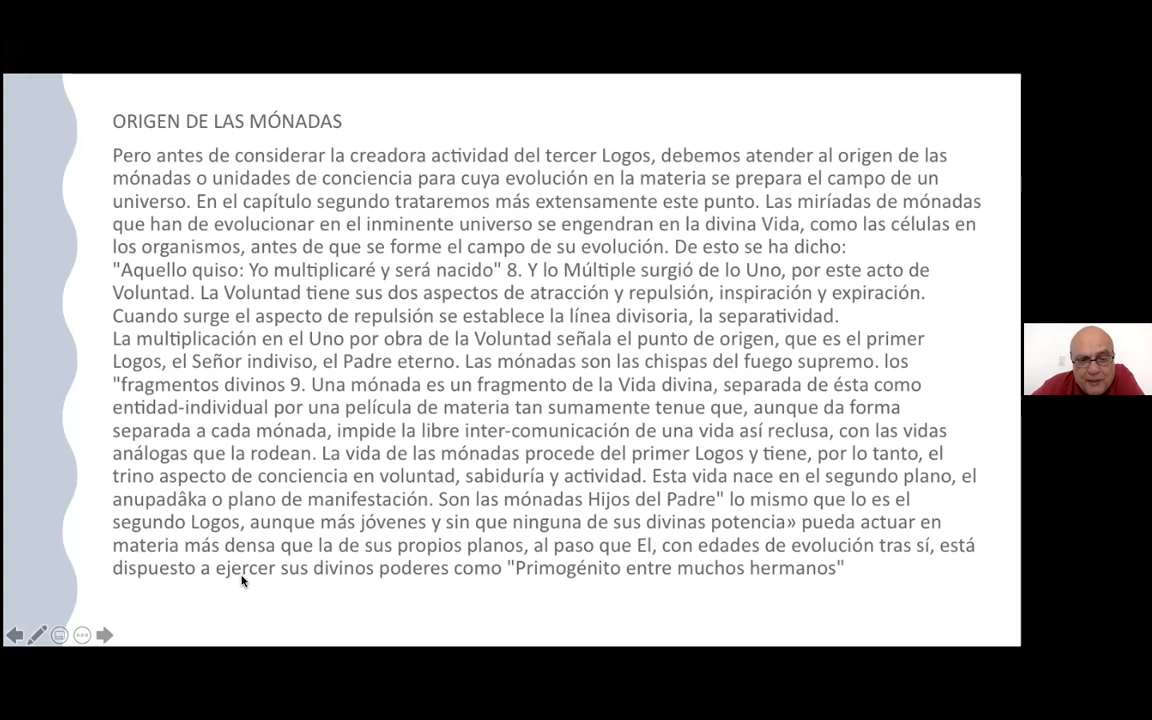 ORIGEN DE LAS MÓNADAS
Pero antes de considerar la creadora actividad del tercer Logos, debemos atender al origen de las
mónadas o unidades de conciencia para cuya evolución en la materia se prepara el campo de un
universo. En el capítulo segundo trataremos más extensamente este punto. Las miríadas de mónadas
que han de evolucionar en el inminente universo se engendran en la divina Vida, como las células en
los organismos, antes de que se forme el campo de su evolución. De esto se ha dicho:
"Aquello quiso: Yo multiplicaré y será nacido" 8. Y lo Múltiple surgió de lo Uno, por este acto de
Voluntad. La Voluntad tiene sus dos aspectos de atracción y repulsión, inspiración y expiración.
Cuando surge el aspecto de repulsión se establece la línea divisoria, la separatividad.
La multiplicación en el Uno por obra de la Voluntad señala el punto de origen, que es el primer
Logos, el Señor indiviso, el Padre eterno. Las mónadas son las chispas del fuego supremo. los
"fragmentos divinos 9. Una mónada es un fragmento de la Vida divina, separada de ésta como
entidad-individual por una película de materia tan sumamente tenue que, aunque da forma
separada a cada mónada, impide la libre inter-comunicación de una vida así reclusa, con las vidas
análogas que la rodean. La vida de las mónadas procede del primer Logos y tiene, por lo tanto, el
trino aspecto de conciencia en voluntad, sabiduría y actividad. Esta vida nace en el segundo plano, el
anupadâka o plano de manifestación. Son las mónadas Hijos del Padre" lo mismo que lo es el
segundo Logos, aunque más jóvenes y sin que ninguna de sus divinas potencia» pueda actuar en
materia más densa que la de sus propios planos, al paso que El, con edades de evolución tras sí, está
dispuesto a ejercer sus divinos poderes como "Primogénito entre muchos hermanos"